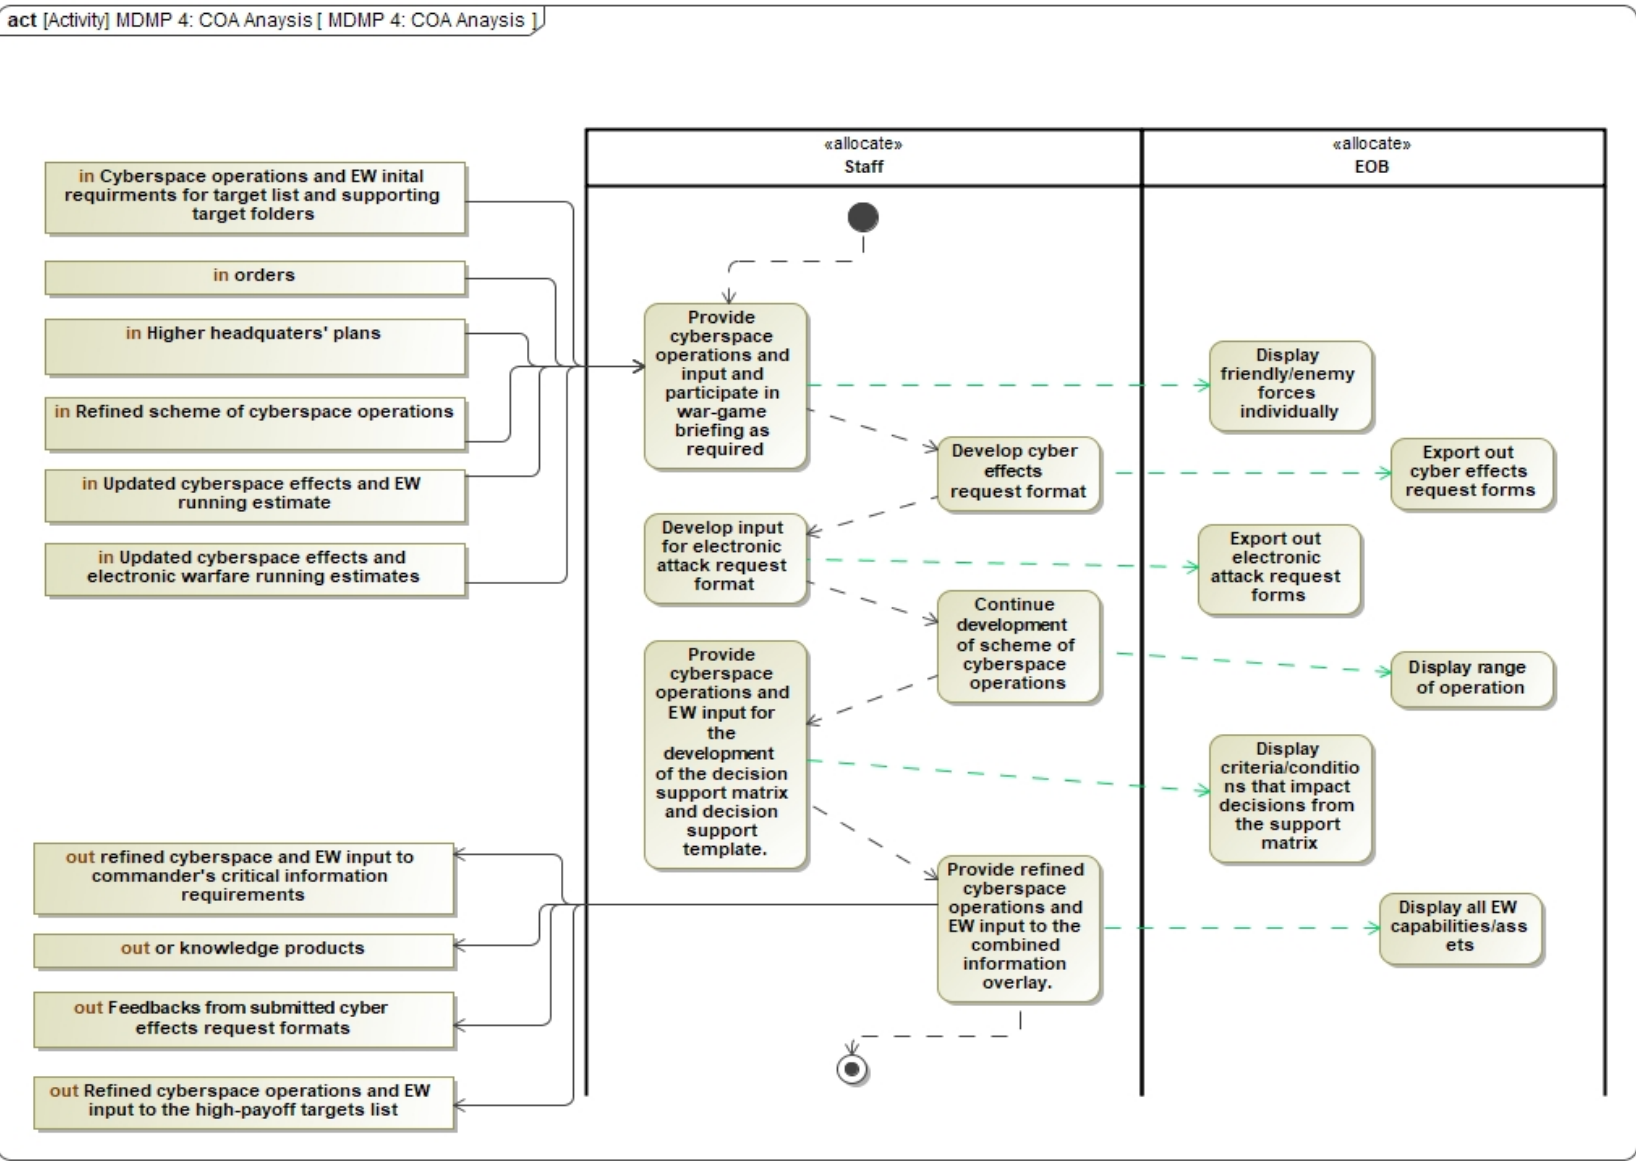 act [Activity] MDMP 4: COA Anaysis [ MDMP 4: COA Anaysis ]
«allocate»
Staff
«allocate»
EOB
in Cyberspace operations and EW inital
requirments for target list and supporting
target folders
in orders
in Higher headquaters' plans
in Refined scheme of cyberspace operations
in Updated cyberspace effects and EW
running estimate
in Updated cyberspace effects and
electronic warfare running estimates
Provide
cyberspace
operations and
input and
participate in
war-game
briefing as
required
Display
friendly/enemy
forces
individually
Develop cyber
effects
request format
Export out
cyber effects
request forms
Develop input
for electronic
attack request
format
Export out
electronic
attack request
forms
Continue
development
of scheme of
cyberspace
operations
Display range
of operation
Provide
cyberspace
operations and
EW input for
the
development
of the decision
support matrix
and decision
support
template.
Display
criteria/conditio
ns that impact
decisions from
the support
matrix
Provide refined
cyberspace
operations and
EW input to the
combined
information
overlay.
Display all EW
capabilities/ass
ets
out refined cyberspace and EW input to
commander's critical information
requirements
out or knowledge products
out Feedbacks from submitted cyber
effects request formats
out Refined cyberspace operations and EW
input to the high-payoff targets list